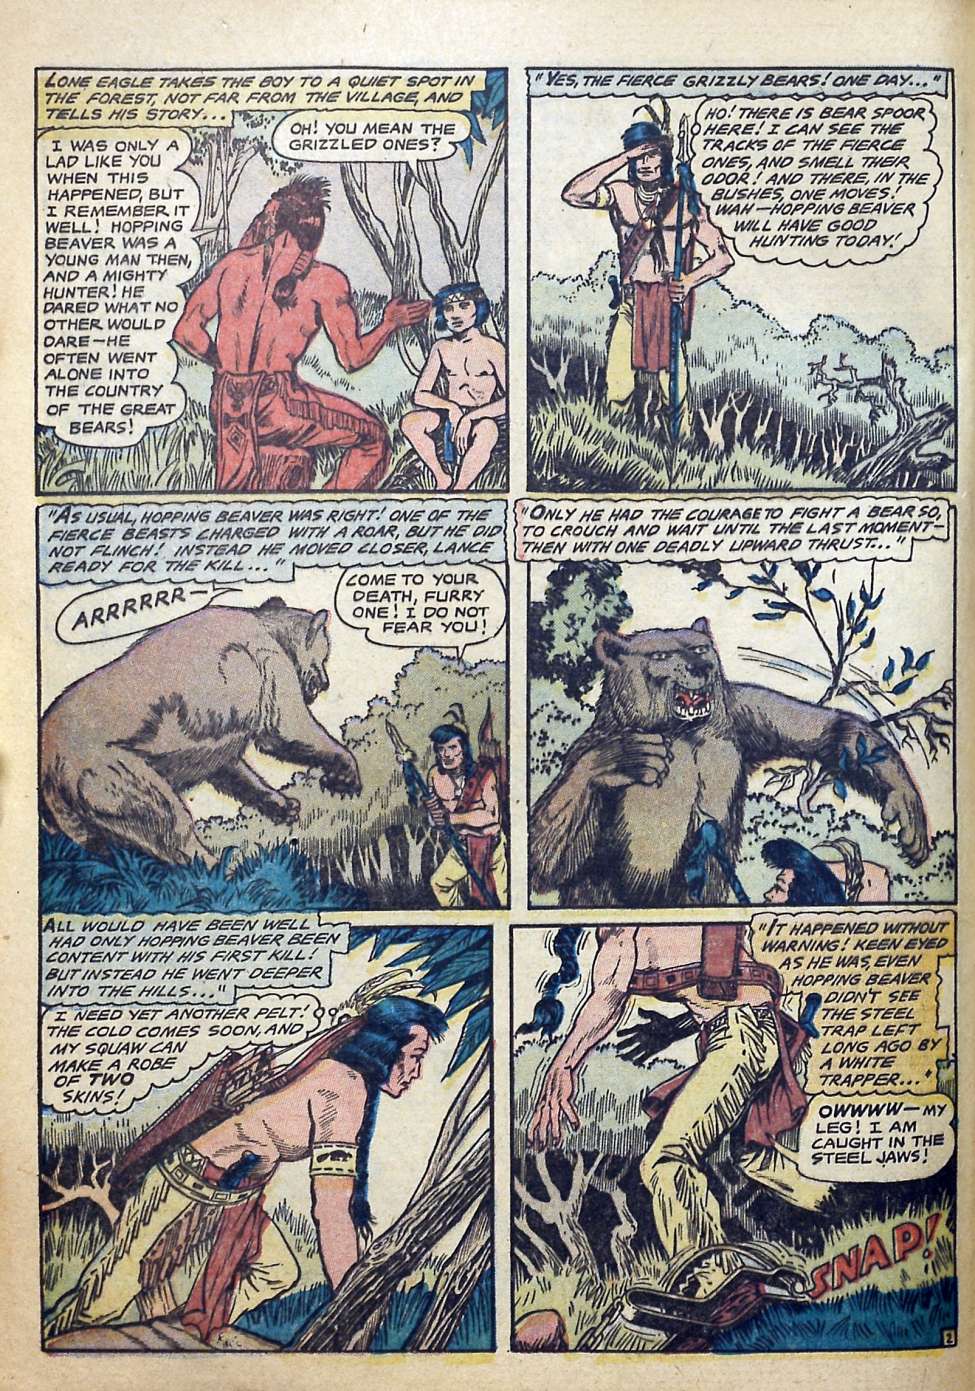 LONE EAGLE TAKES THE BOY TO A QUIET SPOT IN
THE FOREST, NOT FAR FROM THE VILLAGE, AND
TELLS HIS STORY...
I WAS ONLY A
LAD LIKE YOU
WHEN THIS
HAPPENED, BUT
I REMEMBER IT
WELL! HOPPING
BEAVER WAS A
YOUNG MAN THEN,
AND A MIGHTY
HUNTER! HE
DARED WHAT NO
OTHER WOULD
DARE—HE
OFTEN WENT
ALONE INTO
THE COUNTRY
OF THE GREAT
BEARS!
OH! YOU MEAN THE
GRIZZLED ONES?
"YES, THE FIERCE GRIZZLY BEARS! ONE DAY..."
HO! THERE IS BEAR SPOOR
HERE! I CAN SEE THE
TRACKS OF THE FIERCE
ONES, AND SMELL THEIR
ODOR! AND THERE, IN THE
BUSHES, ONE MOVES!
WAH—HOPPING BEAVER
WILL HAVE GOOD
HUNTING TODAY!
"AS USUAL, HOPPING BEAVER WAS RIGHT! ONE OF THE
FIERCE BEASTS CHARGED WITH A ROAR, BUT HE DID
NOT FLINCH! INSTEAD HE MOVED CLOSER, LANCE
READY FOR THE KILL..."
ARRRRRR—
COME TO YOUR
DEATH, FURRY
ONE! I DO NOT
FEAR YOU!
"ONLY HE HAD THE COURAGE TO FIGHT A BEAR SO,
TO CROUCH AND WAIT UNTIL THE LAST MOMENT—
THEN WITH ONE DEADLY UPWARD THRUST..."
ALL WOULD HAVE BEEN WELL
HAD ONLY HOPPING BEAVER BEEN
CONTENT WITH HIS FIRST KILL!
BUT INSTEAD HE WENT DEEPER
INTO THE HILLS..."
I NEED YET ANOTHER PELT!
THE COLD COMES SOON, AND
MY SQUAW CAN
MAKE A ROBE
OF TWO
SKINS!
"IT HAPPENED WITHOUT
WARNING! KEEN EYED
AS HE WAS, EVEN
HOPPING BEAVER
DIDN'T SEE
THE STEEL
TRAP LEFT
LONG AGO BY
A WHITE
TRAPPER..."
OWWWW—MY
LEG! I AM
CAUGHT IN THE
STEEL JAWS!
SNAP!
2